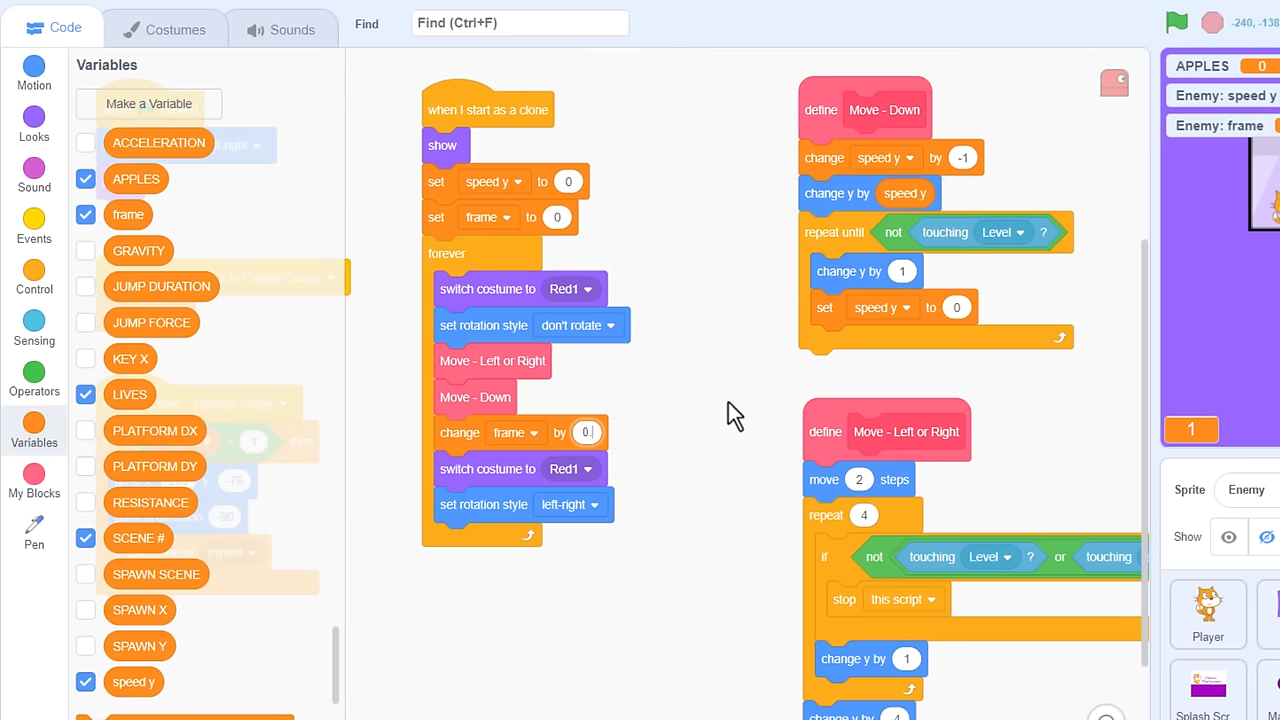 Code
Costumes
Sounds
Find
Find (Ctrl+F)
-240, -138
Motion
Looks
Sound
Events
Control
Sensing
Operators
Variables
My Blocks
Pen
Variables
Make a Variable
ACCELERATION
APPLES
frame
GRAVITY
JUMP DURATION
JUMP FORCE
KEY X
LIVES
PLATFORM DX
PLATFORM DY
RESISTANCE
SCENE #
SPAWN SCENE
SPAWN X
SPAWN Y
speed y
when I start as a clone
show
set speed y to 0
set frame to 0
forever
switch costume to Red1
set rotation style don't rotate
Move - Left or Right
Move - Down
change frame by 0.
switch costume to Red1
set rotation style left-right
define Move - Down
change speed y by -1
change y by speed y
repeat until not touching Level ?
change y by 1
set speed y to 0
define Move - Left or Right
move 2 steps
repeat 4
if not touching Level ? or touching
stop this script
change y by 1
change y by -4
APPLES 0
Enemy: speed y
Enemy: frame
1
Sprite Enemy
Show
Player
Splash Scr